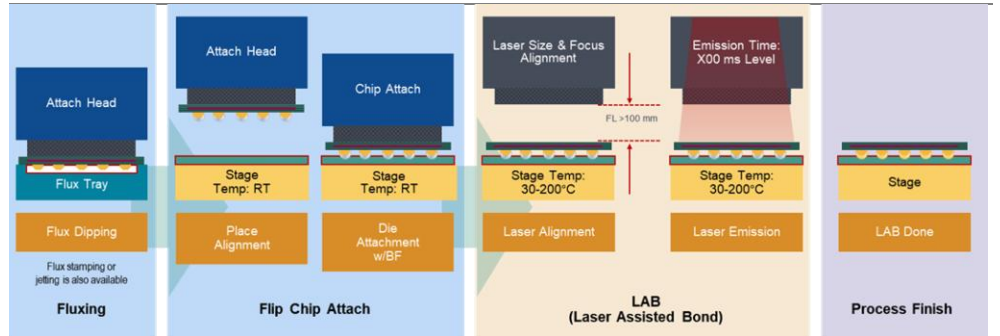 Attach Head
Flux Tray
Flux Dipping
Flux stamping or
jetting is also available
Fluxing
Attach Head
Stage
Temp: RT
Place
Alignment
Chip Attach
Stage
Temp: RT
Die
Attachment
w/BF
Flip Chip Attach
Laser Size & Focus
Alignment
FL >100 mm
Stage Temp:
30-200°C
Laser Alignment
Emission Time:
X00 ms Level
Stage Temp:
30-200°C
Laser Emission
LAB
(Laser Assisted Bond)
Stage
LAB Done
Process Finish